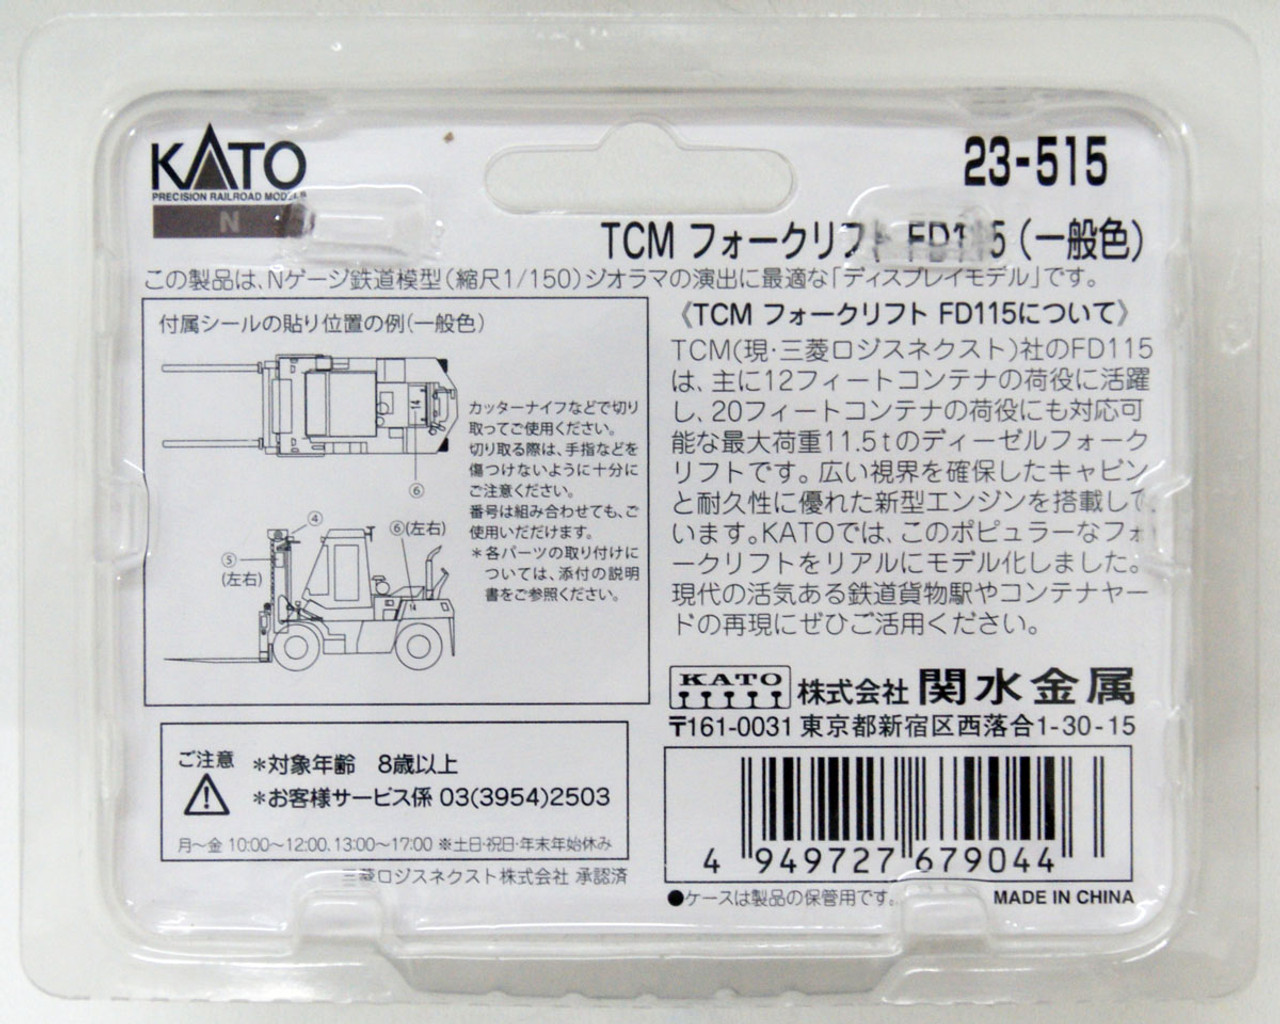 KATO
PRECISION RAILROAD MODELS
N
23-515
TCM フォークリフト FD115 (一般色)
この製品は、Nゲージ鉄道模型(縮尺1/150)ジオラマの演出に最適な「ディスプレイモデル」です。
付属シールの貼り位置の例(一般色)
14
⑥
カッターナイフなどで切り
取ってご使用ください。
切り取る際は、手指などを
傷つけないように十分に
ご注意ください。
番号は組み合わせても、ご
使用いだだけます。
*各パーツの取り付けに
ついては、添付の説明
書をご参照ください。
④
⑥(左右)
⑤
(左右)
14
《TCM フォークリフト FD115について》
TCM(現・三菱ロジスネクスト)社のFD115
は、主に12フィートコンテナの荷役に活躍
し、20フィートコンテナの荷役にも対応可
能な最大荷重11.5tのディーゼルフォーク
リフトです。広い視界を確保したキャビン
と耐久性に優れた新型エンジンを搭載して
います。KATOでは、このポピュラーなフォ
ークリフトをリアルにモデル化しました。
現代の活気ある鉄道貨物駅やコンテナヤー
ドの再現にぜひご活用ください。
KATO 株式会社 関水金属
〒161-0031 東京都新宿区西落合1-30-15
ご注意
*対象年齢 8歳以上
*お客様サービス係 03(3954)2503
月〜金 10:00〜12:00、13:00〜17:00 ※土日・祝日・年末年始休み
三菱ロジスネクスト株式会社 承認済
4 949727 679044
●ケースは製品の保管用です。
MADE IN CHINA